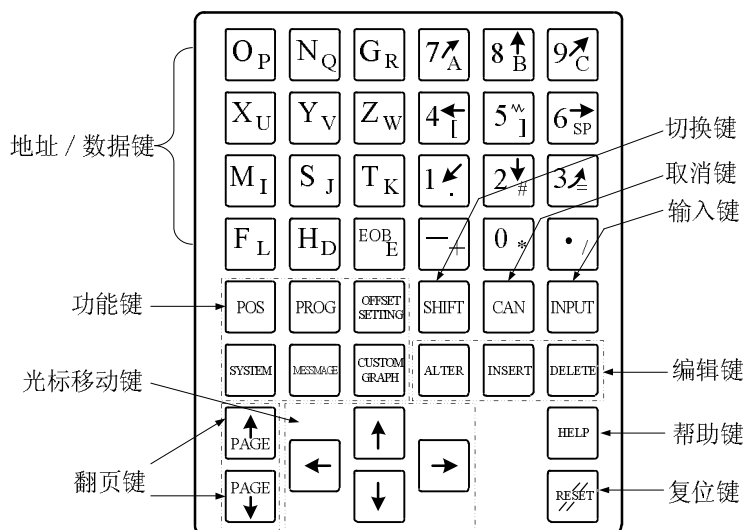 O P N Q G R 7 A 8 B 9 C
X U Y V Z W 4 [ 5 ] 6 SP
切换键
地址／数据键
取消键
M I S J T K 1 . 2 # 3 =
输入键
F L H D EOB E — + 0 * • /
功能键
POS PROG OFFSET SETTING SHIFT CAN INPUT
SYSTEM MESSMAGE CUSTOM GRAPH ALTER INSERT DELETE
编辑键
光标移动键
PAGE HELP
帮助键
翻页键
PAGE RESET
复位键